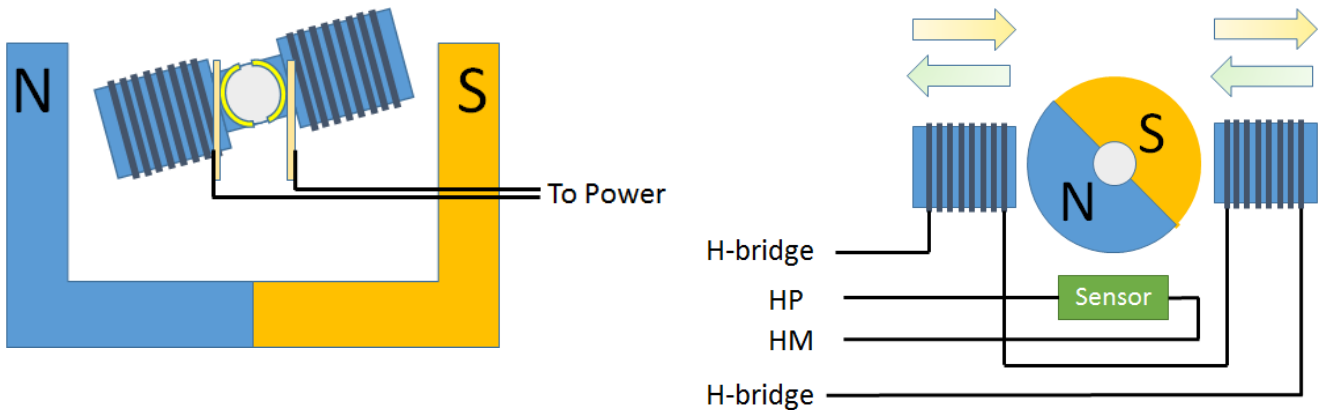 N
S
To Power
S
N
H-bridge
HP
Sensor
HM
H-bridge